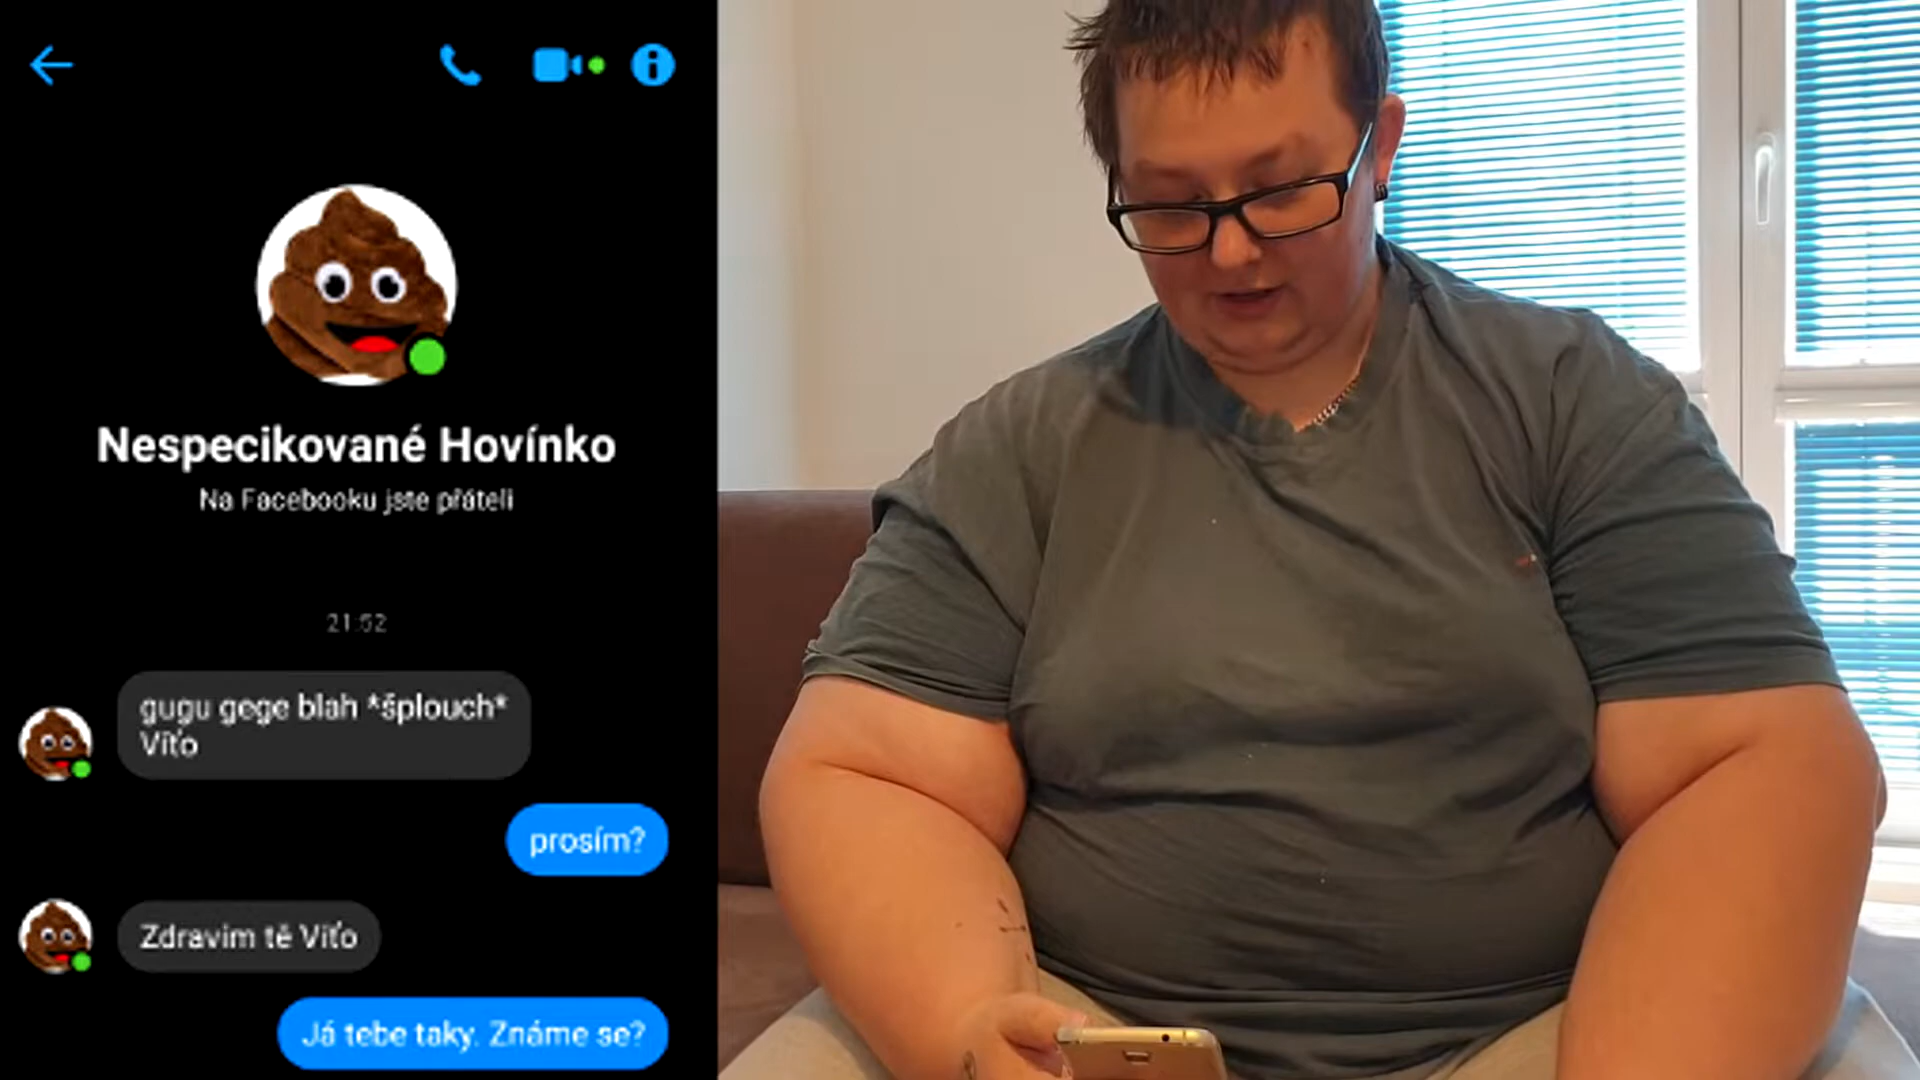 Nespecikované Hovínko
Na Facebooku jste přáteli
21:52
gugu gege blah *šplouch*
Víťo
prosím?
Zdravim tě Víťo
Já tebe taky. Známe se?